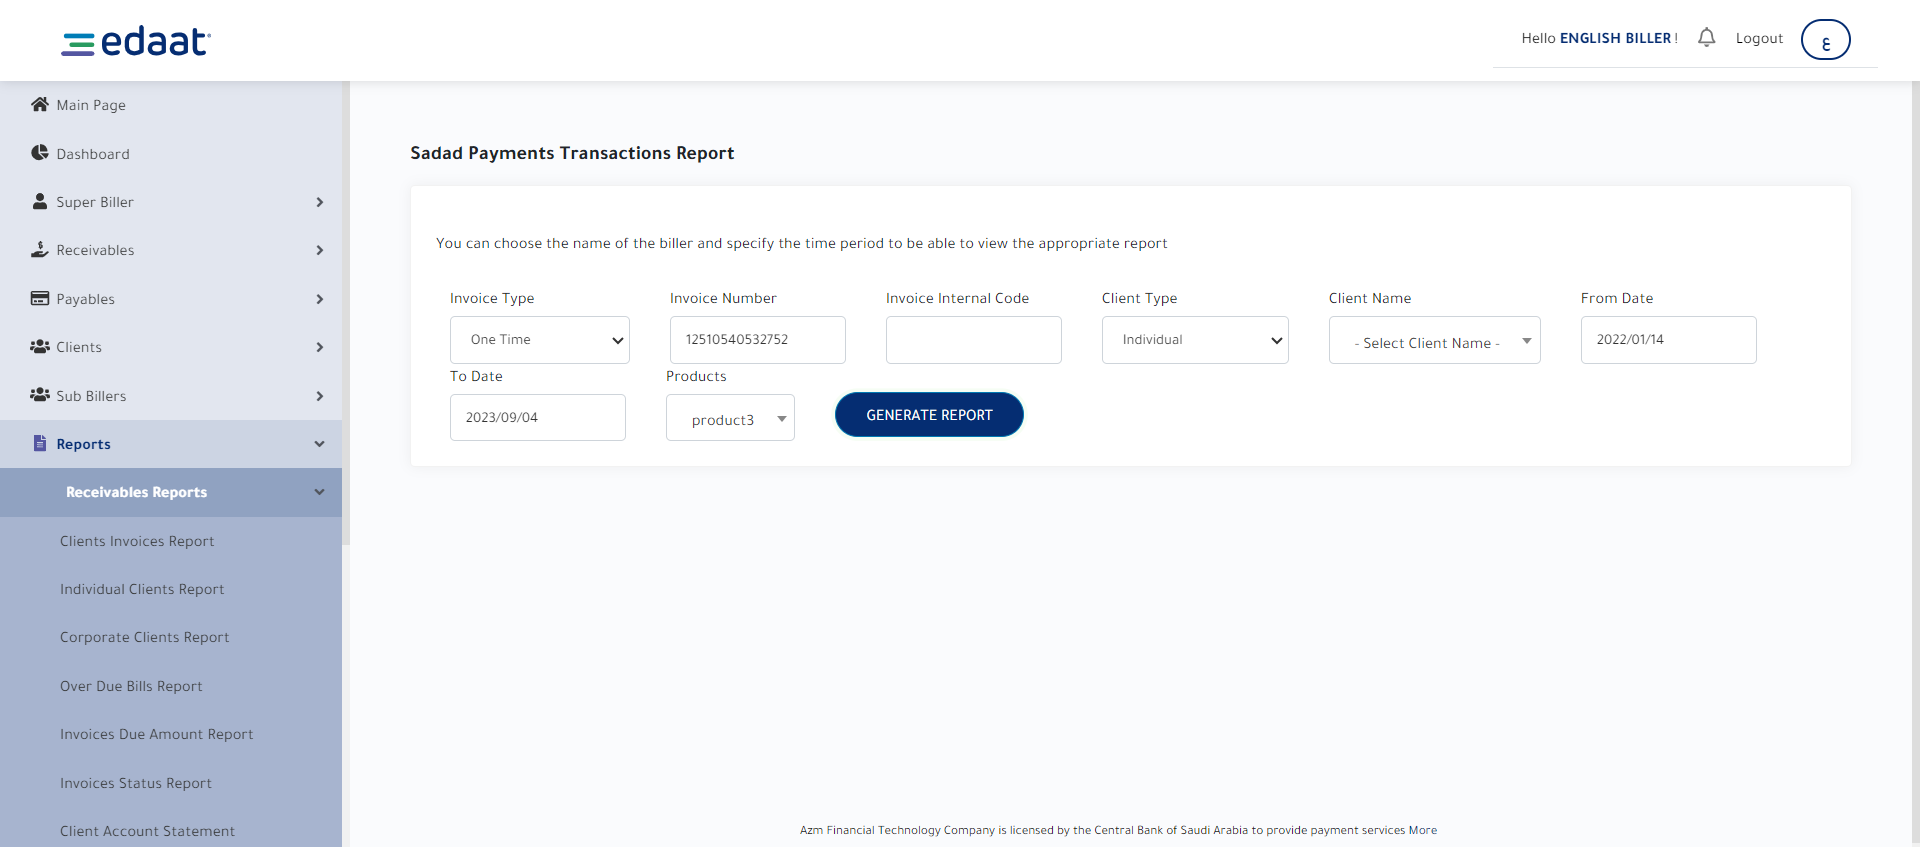 edaat
Hello ENGLISH BILLER !
Logout
ع
Main Page
Dashboard
Super Biller
Receivables
Payables
Clients
Sub Billers
Reports
Receivables Reports
Clients Invoices Report
Individual Clients Report
Corporate Clients Report
Over Due Bills Report
Invoices Due Amount Report
Invoices Status Report
Client Account Statement
Sadad Payments Transactions Report
You can choose the name of the biller and specify the time period to be able to view the appropriate report
Invoice Type
One Time
Invoice Number
12510540532752
Invoice Internal Code
Client Type
Individual
Client Name
- Select Client Name -
From Date
2022/01/14
To Date
2023/09/04
Products
product3
GENERATE REPORT
Azm Financial Technology Company is licensed by the Central Bank of Saudi Arabia to provide payment services More